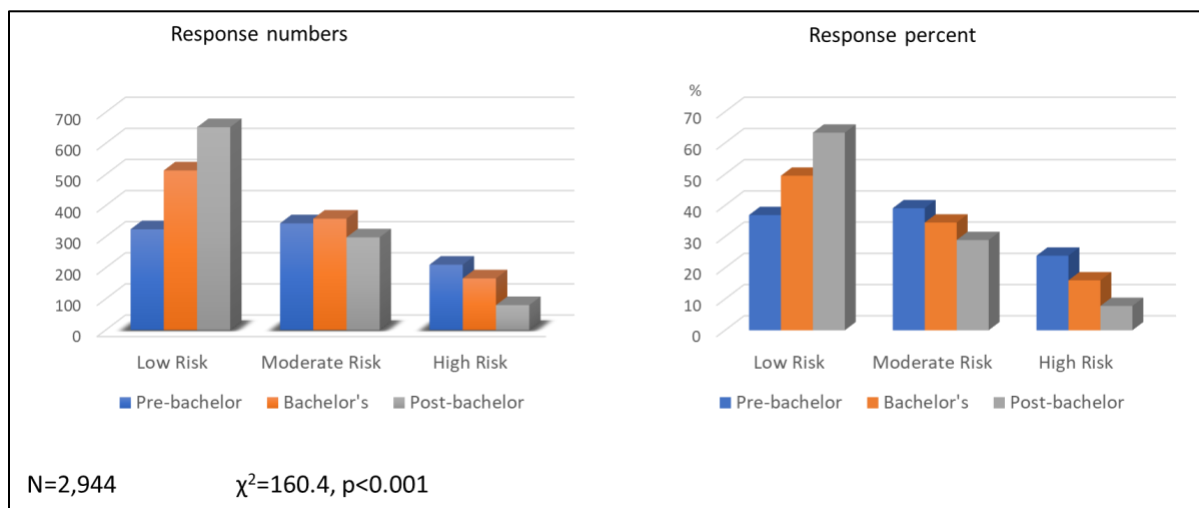 Response numbers
700
600
500
400
300
200
100
0
Low Risk Moderate Risk High Risk
Pre-bachelor Bachelor's Post-bachelor
Response percent
%
70
60
50
40
30
20
10
0
Low Risk Moderate Risk High Risk
Pre-bachelor Bachelor's Post-bachelor
N=2,944 χ²=160.4, p<0.001